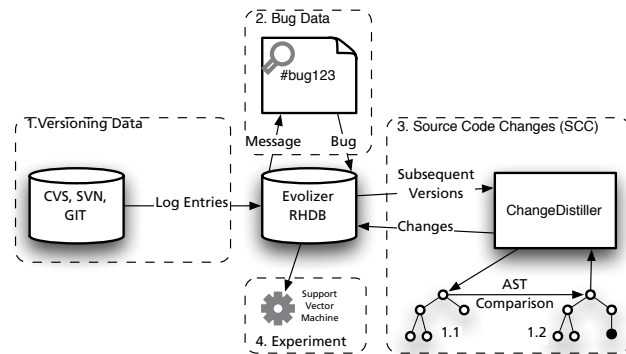 2. Bug Data
#bug123
1.Versioning Data
Message
Bug
3. Source Code Changes (SCC)
CVS, SVN,
GIT
Log Entries
Evolizer
RHDB
Subsequent
Versions
Changes
ChangeDistiller
Support
Vector
Machine
4. Experiment
AST
Comparison
1.1
1.2